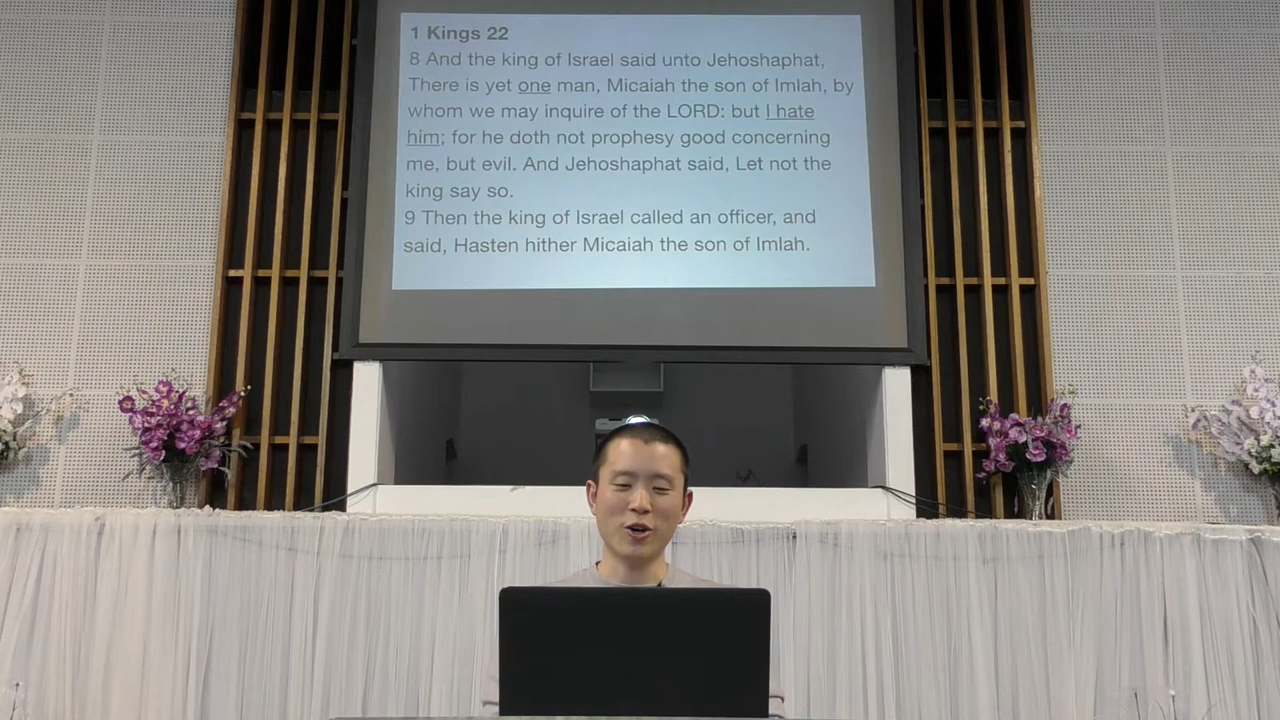 1 Kings 22
8 And the king of Israel said unto Jehoshaphat,
There is yet one man, Micaiah the son of Imlah, by
whom we may inquire of the LORD: but I hate
him; for he doth not prophesy good concerning
me, but evil. And Jehoshaphat said, Let not the
king say so.
9 Then the king of Israel called an officer, and
said, Hasten hither Micaiah the son of Imlah.